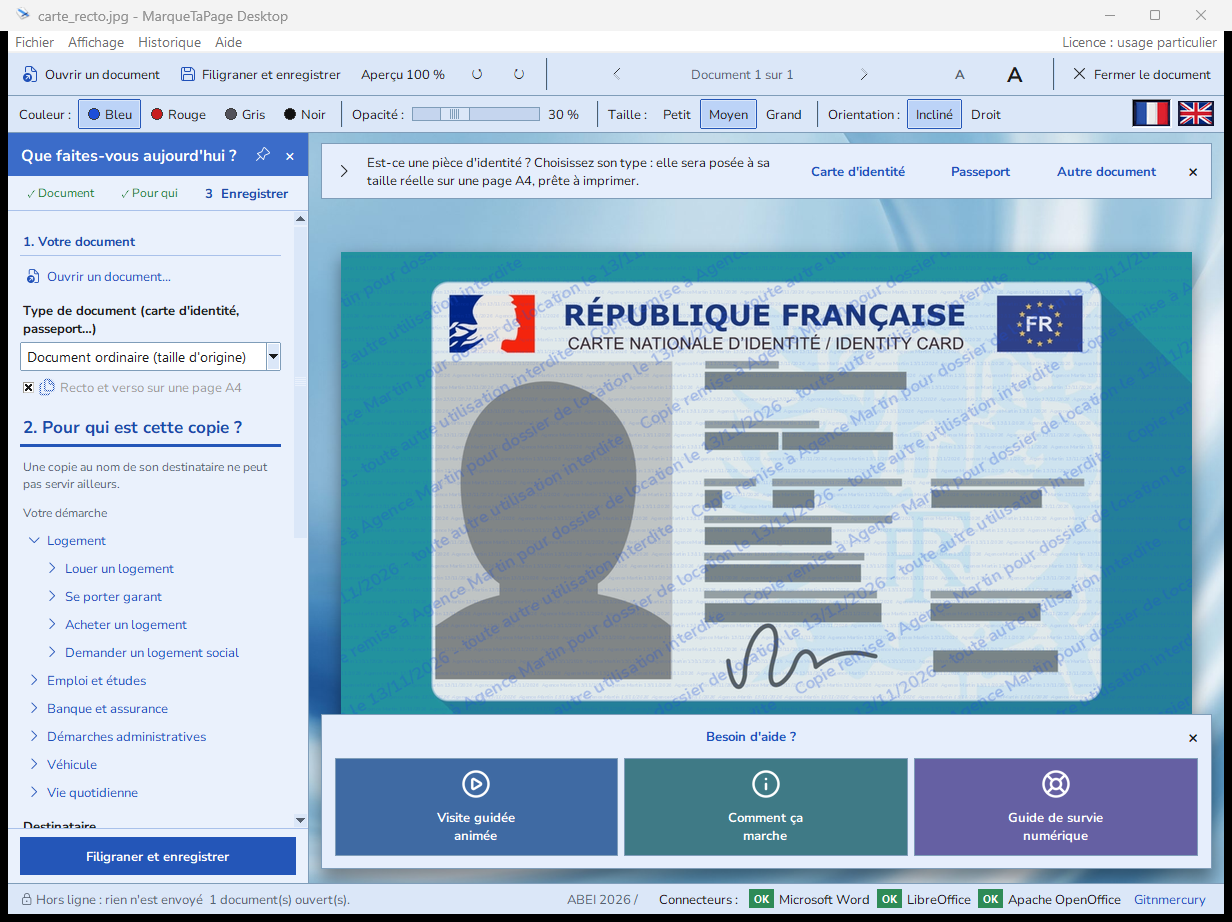 carte_recto.jpg - MarqueTaPage Desktop
Fichier Affichage Historique Aide
Licence : usage particulier
Ouvrir un document Filigraner et enregistrer Aperçu 100 % Document 1 sur 1 A A Fermer le document
Couleur : Bleu Rouge Gris Noir Opacité : 30 % Taille : Petit Moyen Grand Orientation : Incliné Droit
Que faites-vous aujourd'hui ?
Document Pour qui 3 Enregistrer
1. Votre document
Ouvrir un document...
Type de document (carte d'identité,
passeport...)
Document ordinaire (taille d'origine)
Recto et verso sur une page A4
2. Pour qui est cette copie ?
Une copie au nom de son destinataire ne peut
pas servir ailleurs.
Votre démarche
Logement
Louer un logement
Se porter garant
Acheter un logement
Demander un logement social
Emploi et études
Banque et assurance
Démarches administratives
Véhicule
Vie quotidienne
Destinataire
Filigraner et enregistrer
Est-ce une pièce d'identité ? Choisissez son type : elle sera posée à sa
taille réelle sur une page A4, prête à imprimer.
Carte d'identité Passeport Autre document
RÉPUBLIQUE FRANÇAISE
CARTE NATIONALE D'IDENTITÉ / IDENTITY CARD
FR
RF
Copie remise à Agence Martin pour dossier de location le 13/11/2026 - toute autre utilisation interdite
Besoin d'aide ?
Visite guidée
animée
Comment ça
marche
Guide de survie
numérique
Hors ligne : rien n'est envoyé 1 document(s) ouvert(s).
ABEI 2026 / Connecteurs : OK Microsoft Word OK LibreOffice OK Apache OpenOffice Gitnmercury